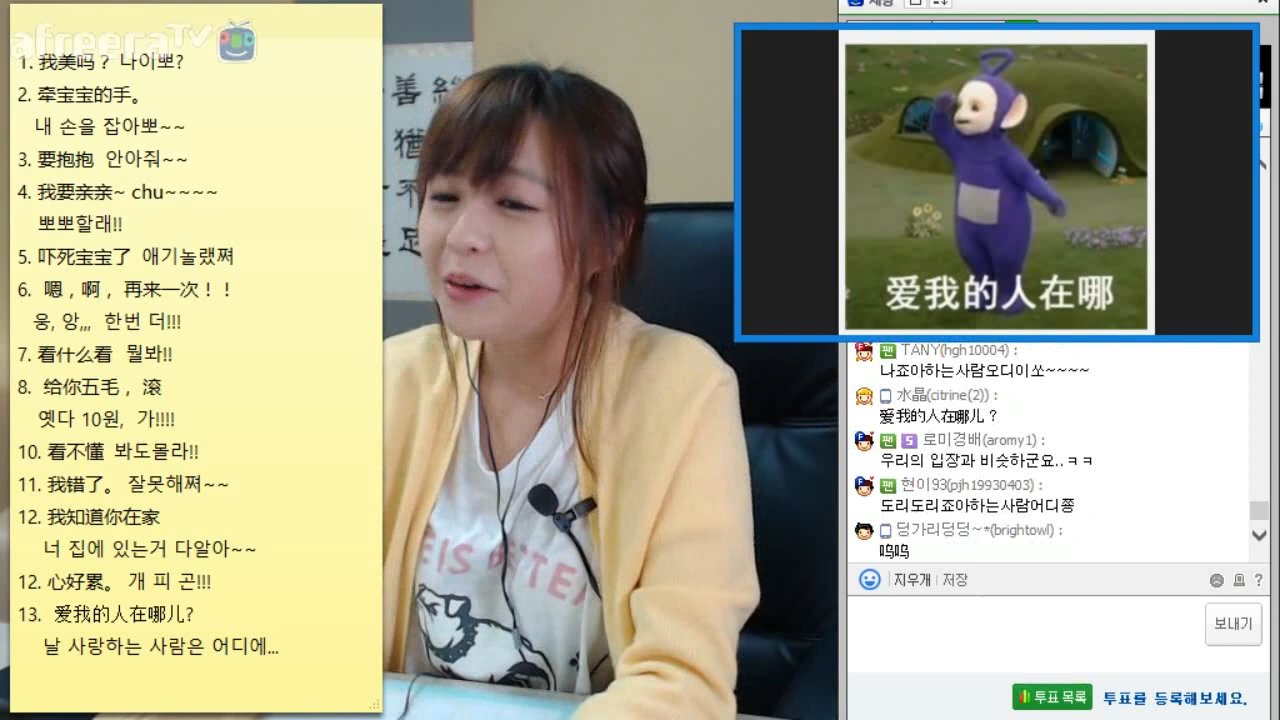 afreecaTV
1. 我美吗？ 나이뽀?
2. 牵宝宝的手。
내 손을 잡아뽀~~
3. 要抱抱 안아줘~~
4. 我要亲亲~ chu~~~~
뽀뽀할래!!
5. 吓死宝宝了 애기놀랬쪄
6. 嗯，啊，再来一次！！
응, 앙,,, 한번 더!!!
7. 看什么看 뭘봐!!
8. 给你五毛，滚
옛다 10원, 가!!!!
10. 看不懂 봐도몰라!!
11. 我错了。 잘못해쪄~~
12. 我知道你在家
너 집에 있는거 다알아~~
12. 心好累。 개 피 곤!!!
13. 爱我的人在哪儿?
날 사랑하는 사람은 어디에...
善
猶
不
足
爱我的人在哪
팬 TANY(hgh10004) :
나죠아하는사람오디이쏘~~~~
水晶(citrine(2)) :
爱我的人在哪儿？
팬 S 로미경배(aromy1) :
우리의 입장과 비슷하군요..ㅋㅋ
팬 현이93(pjh19930403) :
도리도리죠아하는사람어디쭝
덩가리덩덩~*(brightowl) :
呜呜
지우개 저장
?
보내기
투표 목록 투표를 등록해보세요.